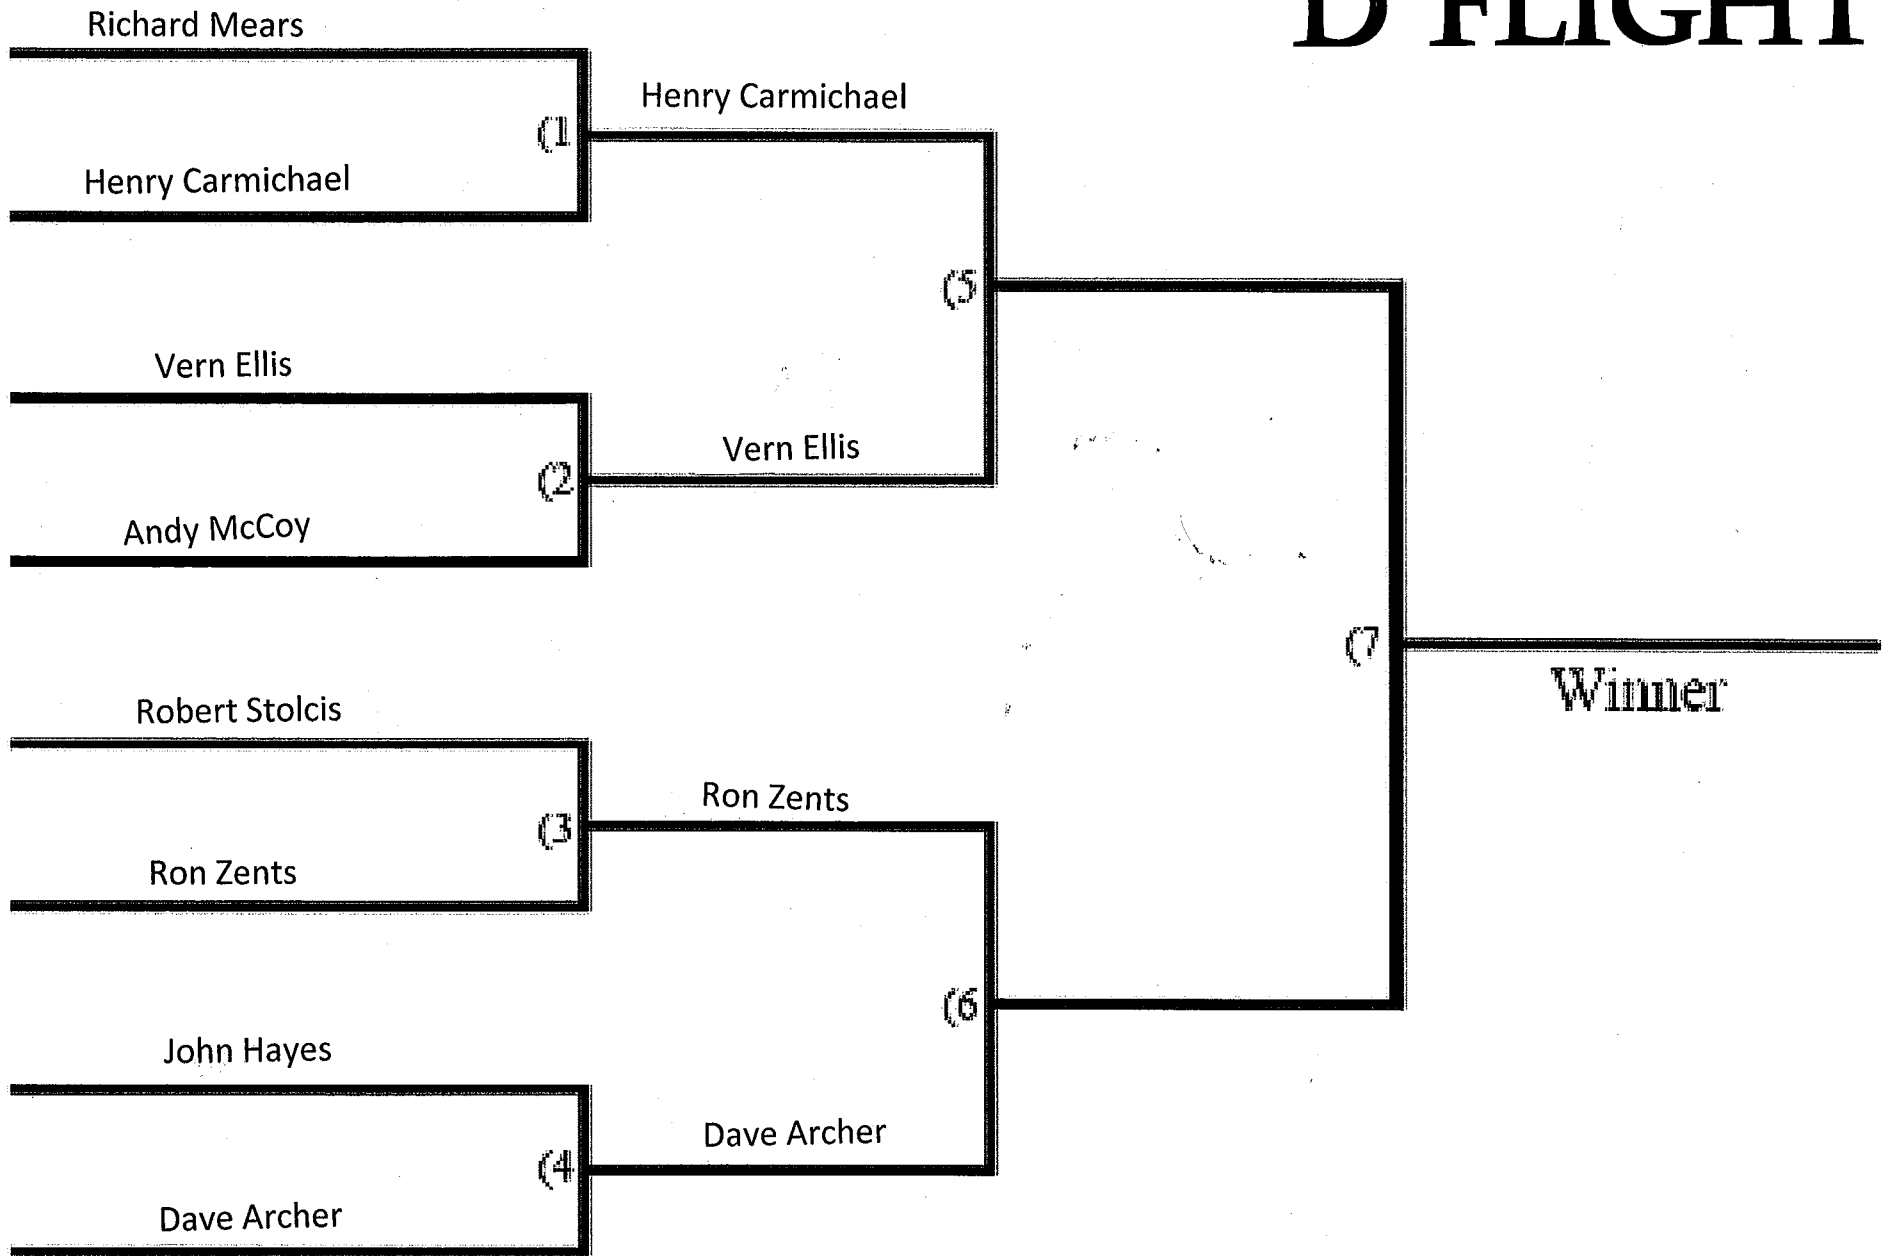 D FLIGHT
Richard Mears
Henry Carmichael
(1
Henry Carmichael
(5
Vern Ellis
Vern Ellis
(2
Andy McCoy
(7
Winner
Robert Stolcis
Ron Zents
(3
Ron Zents
(6
John Hayes
Dave Archer
(4
Dave Archer